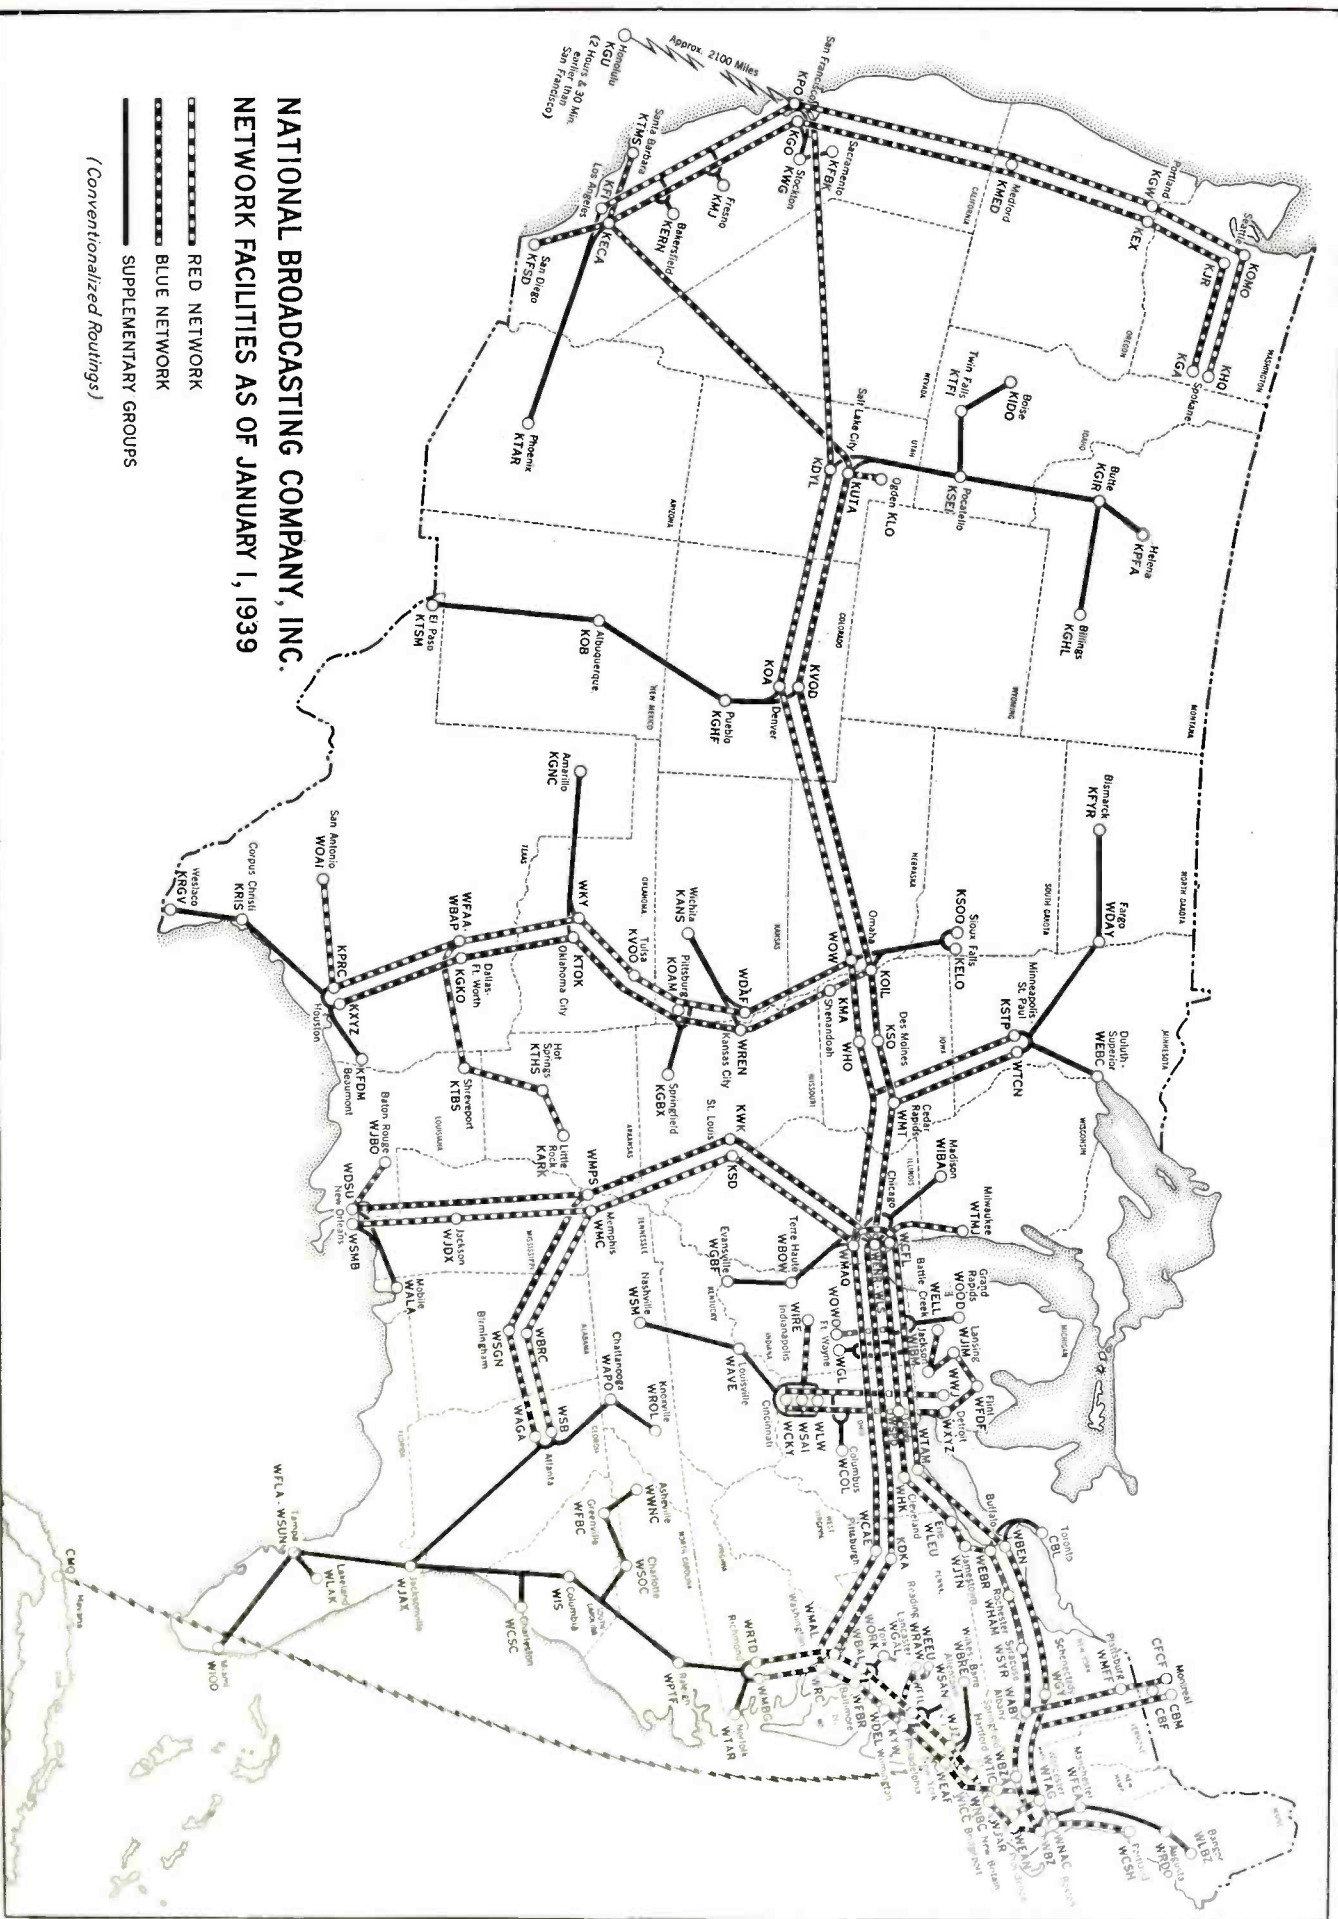 NATIONAL BROADCASTING COMPANY, INC.
NETWORK FACILITIES AS OF JANUARY 1, 1939
RED NETWORK
BLUE NETWORK
SUPPLEMENTARY GROUPS
(Conventionalized Routings)
Honolulu
KGU
(2 Hours & 30 Min.
earlier than
San Francisco)
Approx. 2100 Miles
San Francisco
KPO
KGO
Stockton
KWG
Sacramento
KFBK
Santa Barbara
KTMS
Los Angeles
KFI
KECA
Fresno
KMJ
Bakersfield
KERN
San Diego
KFSD
Medford
KMED
Portland
KGW
KEX
Seattle
KOMO
KJR
KHQ
KGA
Spokane
WASHINGTON
OREGON
CALIFORNIA
NEVADA
IDAHO
UTAH
ARIZONA
MONTANA
WYOMING
COLORADO
NEW MEXICO
Phoenix
KTAR
Boise
KIDO
Twin Falls
KTFI
Pocatello
KSEI
Butte
KGIR
Helena
KPFA
Billings
KGHL
Salt Lake City
KDYL
KUTA
Ogden KLO
Denver
KOA
KVOD
Pueblo
KGHF
Albuquerque
KOB
El Paso
KTSM
NORTH DAKOTA
SOUTH DAKOTA
NEBRASKA
KANSAS
OKLAHOMA
TEXAS
MINNESOTA
IOWA
MISSOURI
ARKANSAS
LOUISIANA
WISCONSIN
ILLINOIS
Bismarck
KFYR
Fargo
WDAY
Minneapolis
St. Paul
KSTP
WTCN
Duluth-
Superior
WEBC
Sioux Falls
KSOO
KELO
Omaha
WOW
KOIL
Des Moines
KSO
WHO
KMA
Shenandoah
Cedar
Rapids
WMT
Kansas City
WDAF
WREN
Wichita
KANS
Pittsburg
KOAM
Springfield
KGBX
Tulsa
KVOO
Oklahoma City
WKY
KTOK
Amarillo
KGNC
Dallas-
Ft. Worth
WFAA-
WBAP
KGKO
San Antonio
WOAI
Houston
KPRC
KXYZ
Corpus Christi
KRIS
Weslaco
KRGV
KFDM
Beaumont
Shreveport
KTBS
Hot
Springs
KTHS
Little
Rock
KARK
Baton Rouge
WJBO
New Orleans
WDSU
WSMB
Mobile
WALA
Jackson
WJDX
Memphis
WMPS
WMC
St. Louis
KWK
KSD
Madison
WIBA
Milwaukee
WTMJ
Chicago
WCFL
WENR-WLS
WMAQ
Terre Haute
WBOW
Evansville
WGBF
Nashville
WSM
Louisville
WAVE
WIRE
Indianapolis
WOWO
Ft. Wayne
WGL
Cincinnati
WCKY
WSAI
WLW
Columbus
WCOL
Grand
Rapids
WOOD
Battle Creek
WELL
Lansing
WJIM
Jackson
WIBM
Flint
WFDF
Detroit
WWJ
WXYZ
WSPD
Cleveland
WTAM
WHK
MICHIGAN
INDIANA
OHIO
KENTUCKY
TENNESSEE
MISSISSIPPI
ALABAMA
GEORGIA
FLORIDA
NORTH CAROLINA
WEST VIRGINIA
VIRGINIA
Birmingham
WSGN
WBRC
Atlanta
WAGA
WSB
Chattanooga
WAPO
Knoxville
WROL
Asheville
WWNC
Greenville
WFBC
Charlotte
WSOC
Columbia
WIS
Charleston
WCSC
Jacksonville
WJAX
Tampa
WFLA-WSUN
Lakeland
WLAK
Miami
WIOD
Havana
CMQ
Raleigh
WPTF
Richmond
WRTD
WMBG
Norfolk
WTAR
Washington
WMAL
WRC
Baltimore
WBAL
WFBR
WDEL Wilmington
KYW
Pittsburgh
WCAE
KDKA
York
WORK
Lancaster
WGAL
Reading
WRAW
WEEU
WSAN
Wilkes Barre
WBRE
Buffalo
WBEN
WEBR
Toronto
CBL
Erie
WLEU
Jamestown
WJTN
Rochester
WHAM
Syracuse
WSYR
Schenectady
WGY
Albany
WABY
Plattsburg
WMFF
Montreal
CFCF
CBM
CBF
Springfield
WBZA
Hartford
WTIC
WJZ
WEAF
WICC Bridgeport
WNBC New Britain
WJAR
WEAN
WTAG
Manchester
WFEA
WNAC
WBZ
Portland
WCSH
Augusta
WRDO
Bangor
WLBZ
MAINE